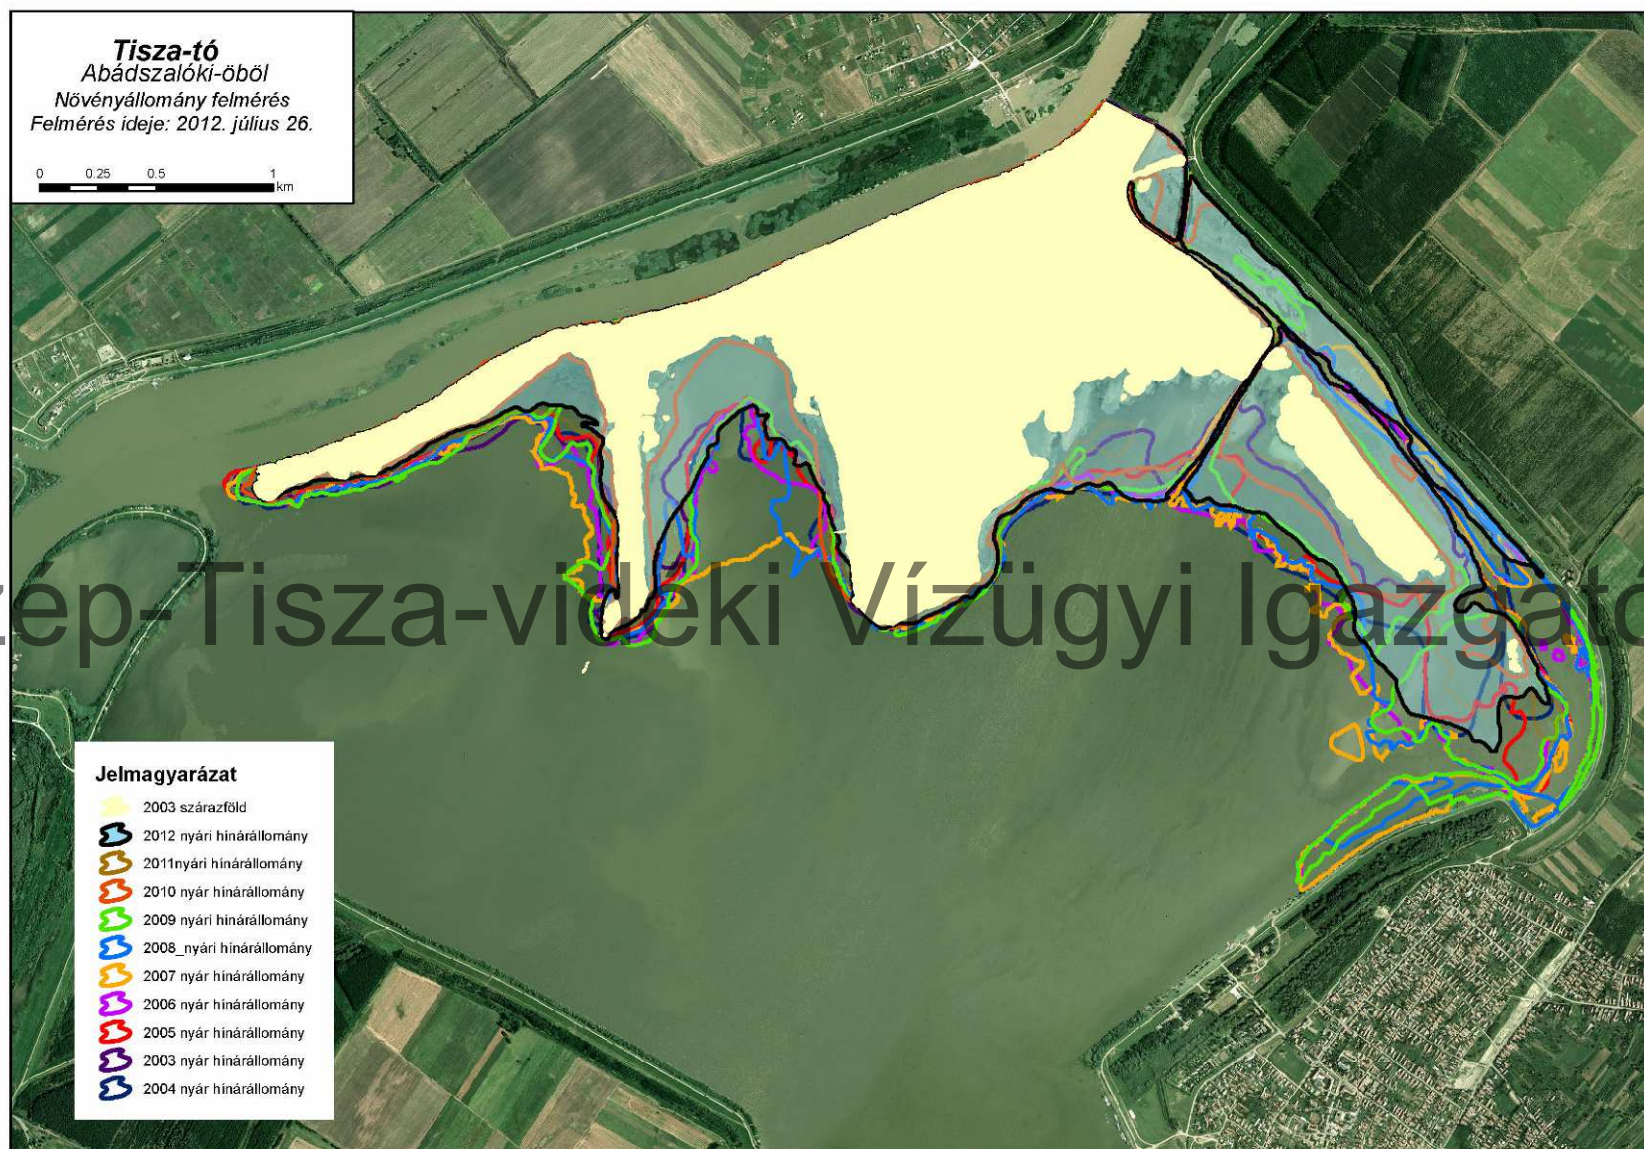 Tisza-tó
Abádszalóki-öböl
Növényállomány felmérés
Felmérés ideje: 2012. július 26.
0 0.25 0.5 1
km
zép-Tisza-vidéki Vízügyi Igazgató
Jelmagyarázat
2003 szárazföld
2012 nyári hínárállomány
2011nyári hínárállomány
2010 nyár hínárállomány
2009 nyári hínárállomány
2008_nyári hínárállomány
2007 nyár hínárállomány
2006 nyár hínárállomány
2005 nyár hínárállomány
2003 nyár hínárállomány
2004 nyár hínárállomány